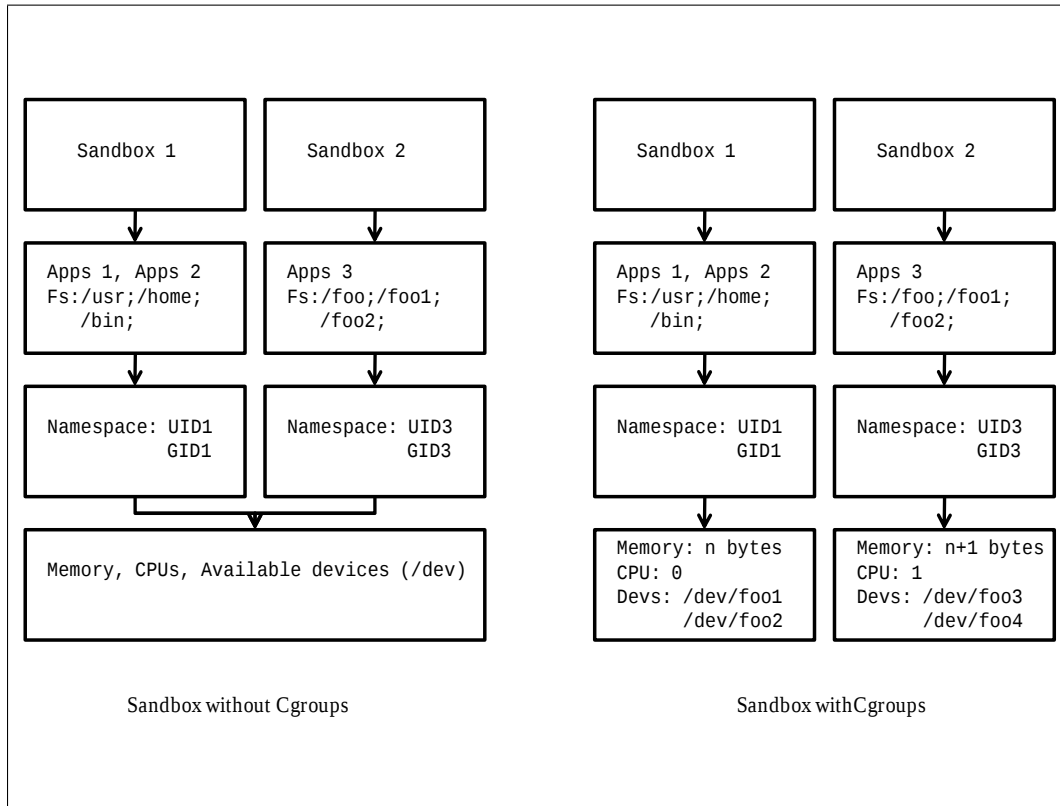 Sandbox 1
Sandbox 2
Apps 1, Apps 2
Fs:/usr;/home;
/bin;
Apps 3
Fs:/foo;/foo1;
/foo2;
Namespace: UID1
GID1
Namespace: UID3
GID3
Memory, CPUs, Available devices (/dev)
Sandbox without Cgroups
Sandbox 1
Sandbox 2
Apps 1, Apps 2
Fs:/usr;/home;
/bin;
Apps 3
Fs:/foo;/foo1;
/foo2;
Namespace: UID1
GID1
Namespace: UID3
GID3
Memory: n bytes
CPU: 0
Devs: /dev/foo1
/dev/foo2
Memory: n+1 bytes
CPU: 1
Devs: /dev/foo3
/dev/foo4
Sandbox withCgroups